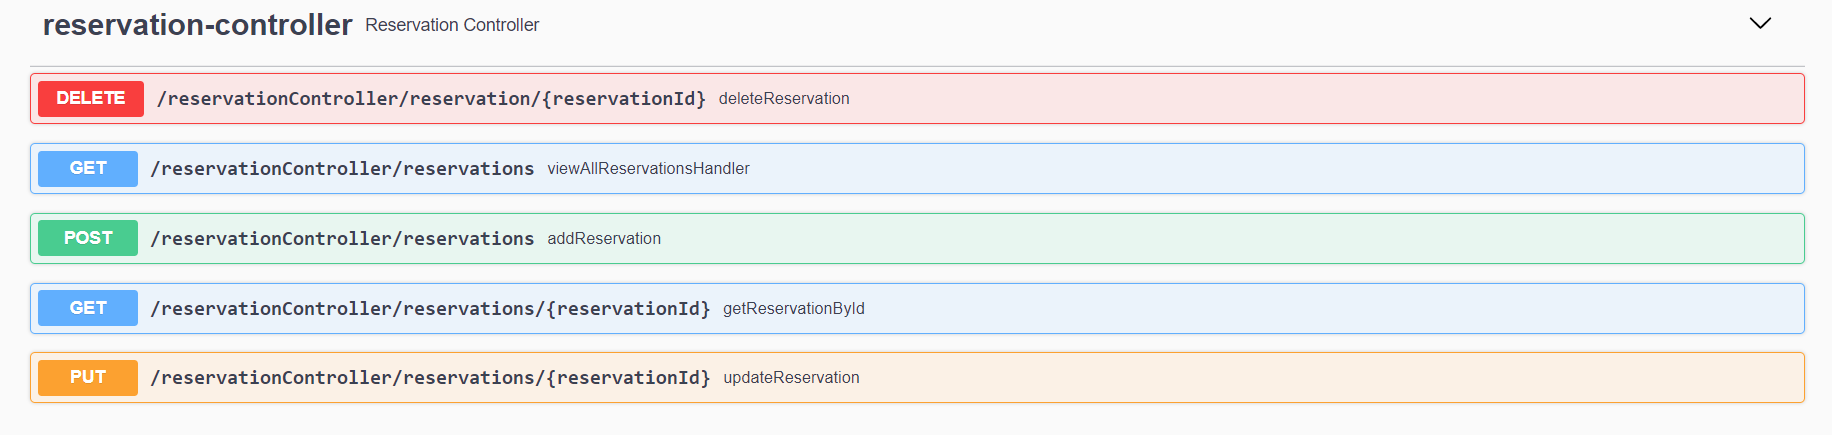 reservation-controller Reservation Controller
DELETE /reservationController/reservation/{reservationId} deleteReservation
GET /reservationController/reservations viewAllReservationsHandler
POST /reservationController/reservations addReservation
GET /reservationController/reservations/{reservationId} getReservationById
PUT /reservationController/reservations/{reservationId} updateReservation